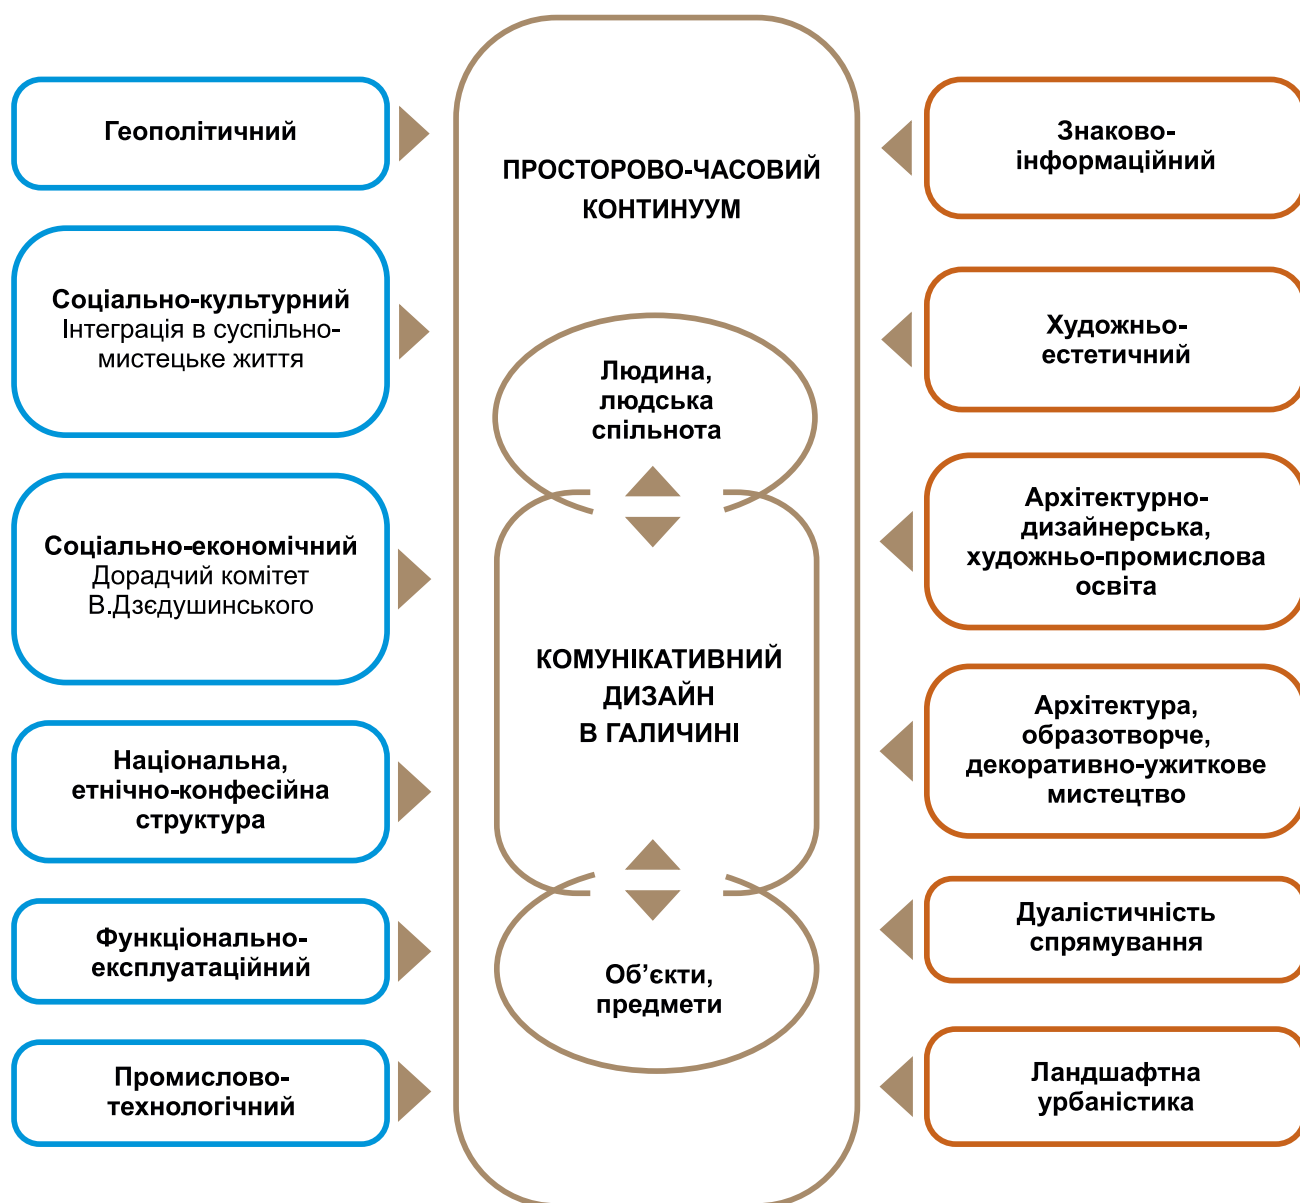 Геополітичний
Соціально-культурний
Інтеграція в суспільно-
мистецьке життя
Соціально-економічний
Дорадчий комітет
В.Дзєдушинського
Національна,
етнічно-конфесійна
структура
Функціонально-
експлуатаційний
Промислово-
технологічний
ПРОСТОРОВО-ЧАСОВИЙ
КОНТИНУУМ
Людина,
людська
спільнота
КОМУНІКАТИВНИЙ
ДИЗАЙН
В ГАЛИЧИНІ
Об’єкти,
предмети
Знаково-
інформаційний
Художньо-
естетичний
Архітектурно-
дизайнерська,
художньо-промислова
освіта
Архітектура,
образотворче,
декоративно-ужиткове
мистецтво
Дуалістичність
спрямування
Ландшафтна
урбаністика